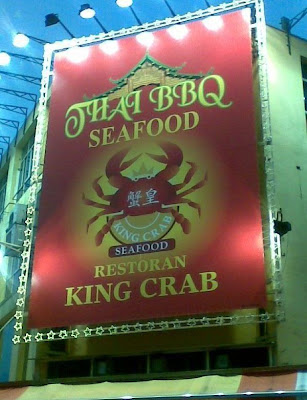 THAI BBQ
SEAFOOD
蟹皇
KING CRAB
SEAFOOD
RESTORAN
KING CRAB